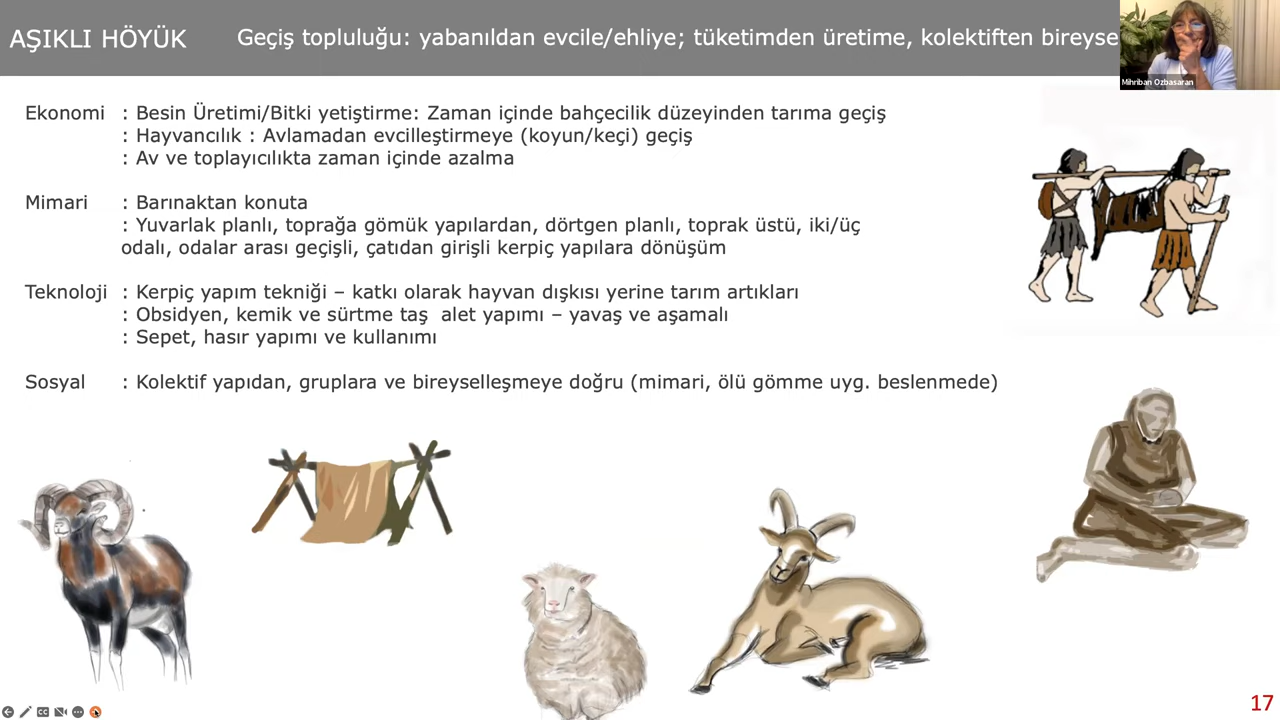 AŞIKLI HÖYÜK
Geçiş topluluğu: yabanıldan evcile/ehliye; tüketimden üretime, kolektiften bireyse
Mihriban Ozbasaran
Ekonomi : Besin Üretimi/Bitki yetiştirme: Zaman içinde bahçecilik düzeyinden tarıma geçiş
: Hayvancılık : Avlamadan evcilleştirmeye (koyun/keçi) geçiş
: Av ve toplayıcılıkta zaman içinde azalma
Mimari : Barınaktan konuta
: Yuvarlak planlı, toprağa gömük yapılardan, dörtgen planlı, toprak üstü, iki/üç
odalı, odalar arası geçişli, çatıdan girişli kerpiç yapılara dönüşüm
Teknoloji : Kerpiç yapım tekniği – katkı olarak hayvan dışkısı yerine tarım artıkları
: Obsidyen, kemik ve sürtme taş alet yapımı – yavaş ve aşamalı
: Sepet, hasır yapımı ve kullanımı
Sosyal : Kolektif yapıdan, gruplara ve bireyselleşmeye doğru (mimari, ölü gömme uyg. beslenmede)
17